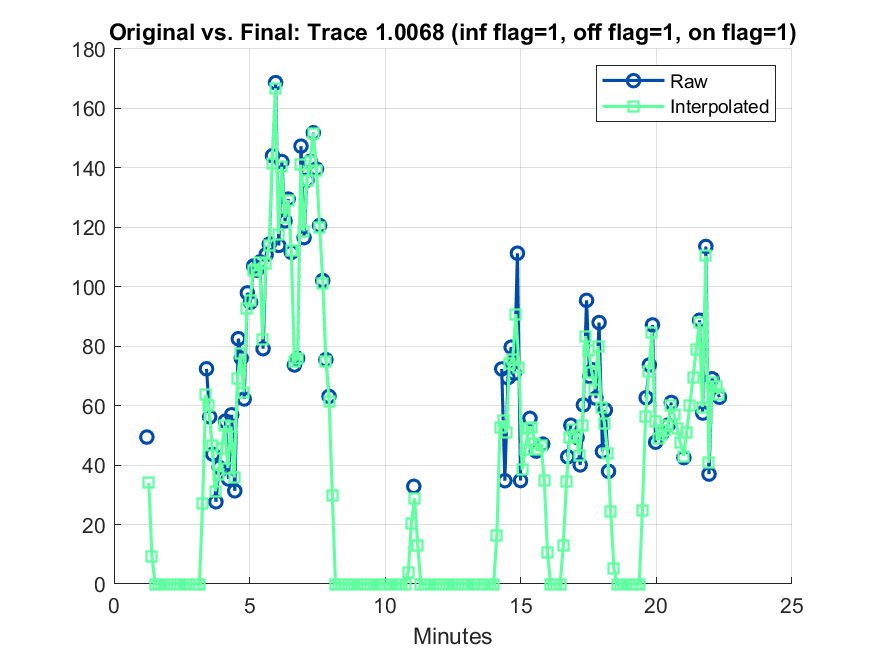 Original vs. Final: Trace 1.0068 (inf flag=1, off flag=1, on flag=1)
180
160
140
120
100
80
60
40
20
0
Raw
Interpolated
0 5 10 15 20 25
Minutes